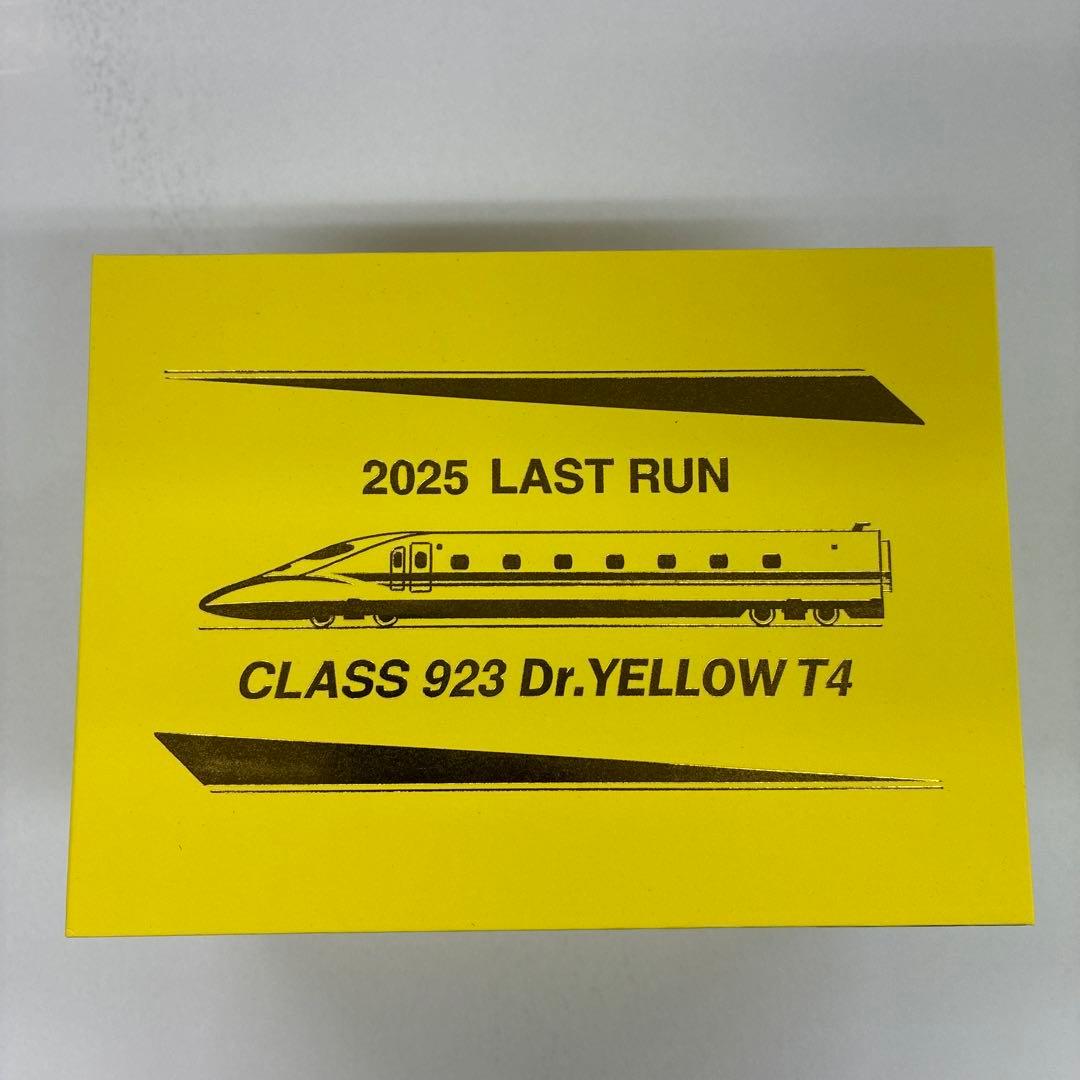 2025 LAST RUN
CLASS 923 Dr.YELLOW T4